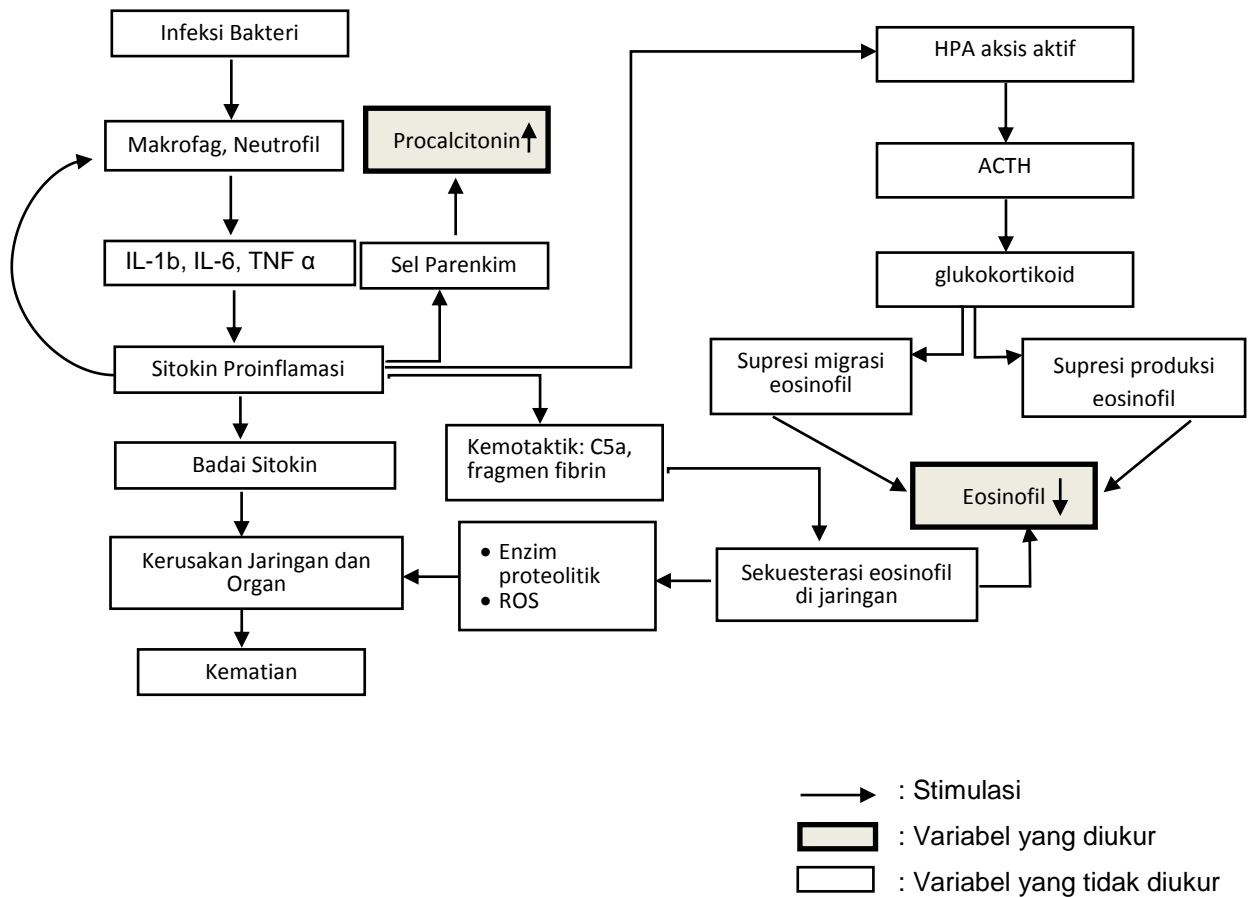 Infeksi Bakteri
HPA aksis aktif
Procalcitonin
Makrofag, Neutrofil
ACTH
IL-1b, IL-6, TNF α
Sel Parenkim
glukokortikoid
Sitokin Proinflamasi
Supresi migrasi
eosinofil
Supresi produksi
eosinofil
Badai Sitokin
Kemotaktik: C5a,
fragmen fibrin
Eosinofil
Kerusakan Jaringan dan
Organ
• Enzim
proteolitik
• ROS
Sekuesterasi eosinofil
di jaringan
Kematian
: Stimulasi
: Variabel yang diukur
: Variabel yang tidak diukur